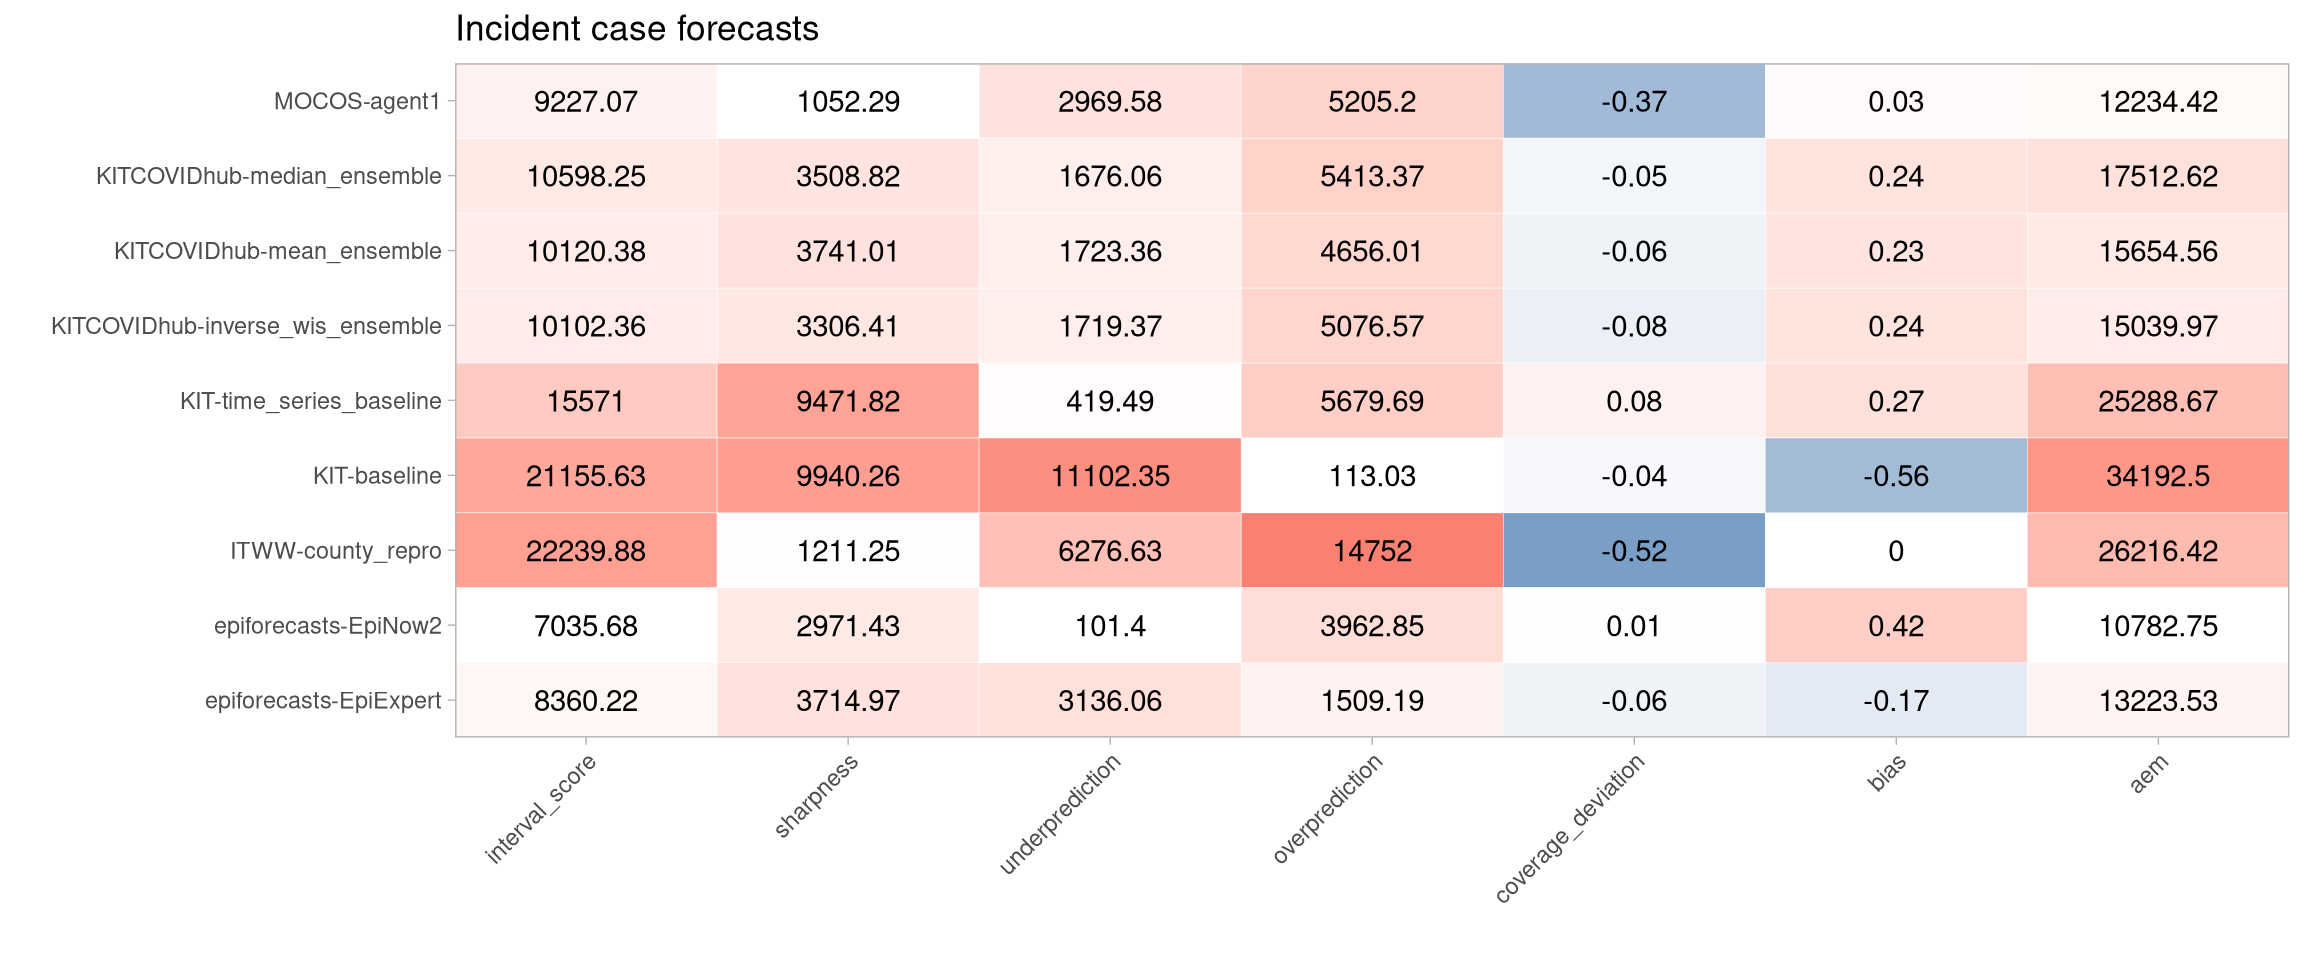 Incident case forecasts
MOCOS-agent1 9227.07 1052.29 2969.58 5205.2 -0.37 0.03 12234.42
KITCOVIDhub-median_ensemble 10598.25 3508.82 1676.06 5413.37 -0.05 0.24 17512.62
KITCOVIDhub-mean_ensemble 10120.38 3741.01 1723.36 4656.01 -0.06 0.23 15654.56
KITCOVIDhub-inverse_wis_ensemble 10102.36 3306.41 1719.37 5076.57 -0.08 0.24 15039.97
KIT-time_series_baseline 15571 9471.82 419.49 5679.69 0.08 0.27 25288.67
KIT-baseline 21155.63 9940.26 11102.35 113.03 -0.04 -0.56 34192.5
ITWW-county_repro 22239.88 1211.25 6276.63 14752 -0.52 0 26216.42
epiforecasts-EpiNow2 7035.68 2971.43 101.4 3962.85 0.01 0.42 10782.75
epiforecasts-EpiExpert 8360.22 3714.97 3136.06 1509.19 -0.06 -0.17 13223.53
interval_score sharpness underprediction overprediction coverage_deviation bias aem